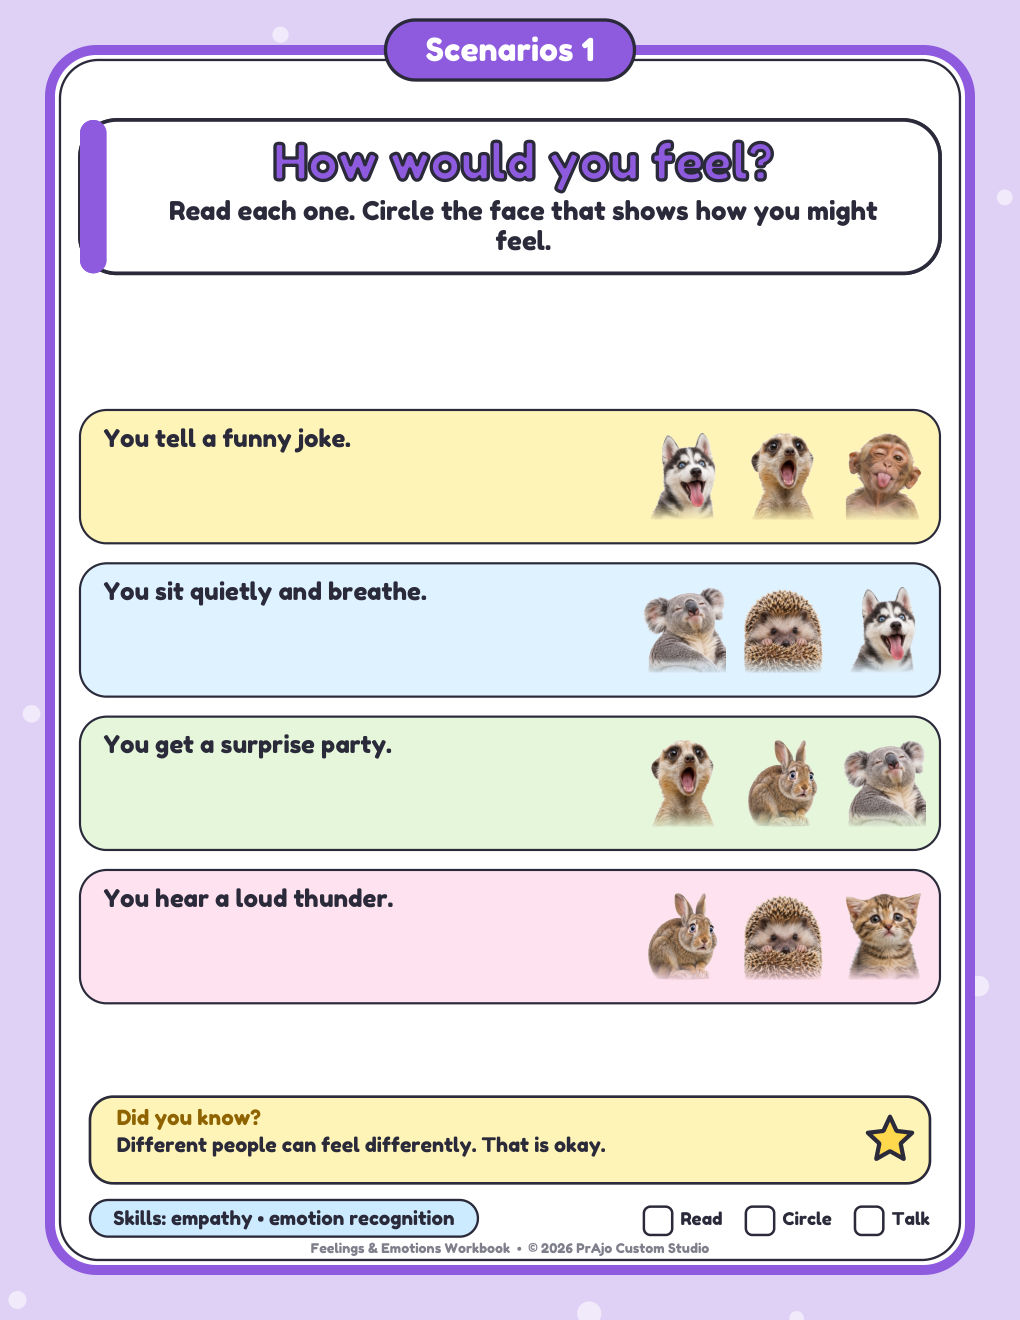 Scenarios 1
How would you feel?
Read each one. Circle the face that shows how you might
feel.
You tell a funny joke.
You sit quietly and breathe.
You get a surprise party.
You hear a loud thunder.
Did you know?
Different people can feel differently. That is okay.
Skills: empathy • emotion recognition
Read
Circle
Talk
Feelings & Emotions Workbook • © 2026 PrAjo Custom Studio